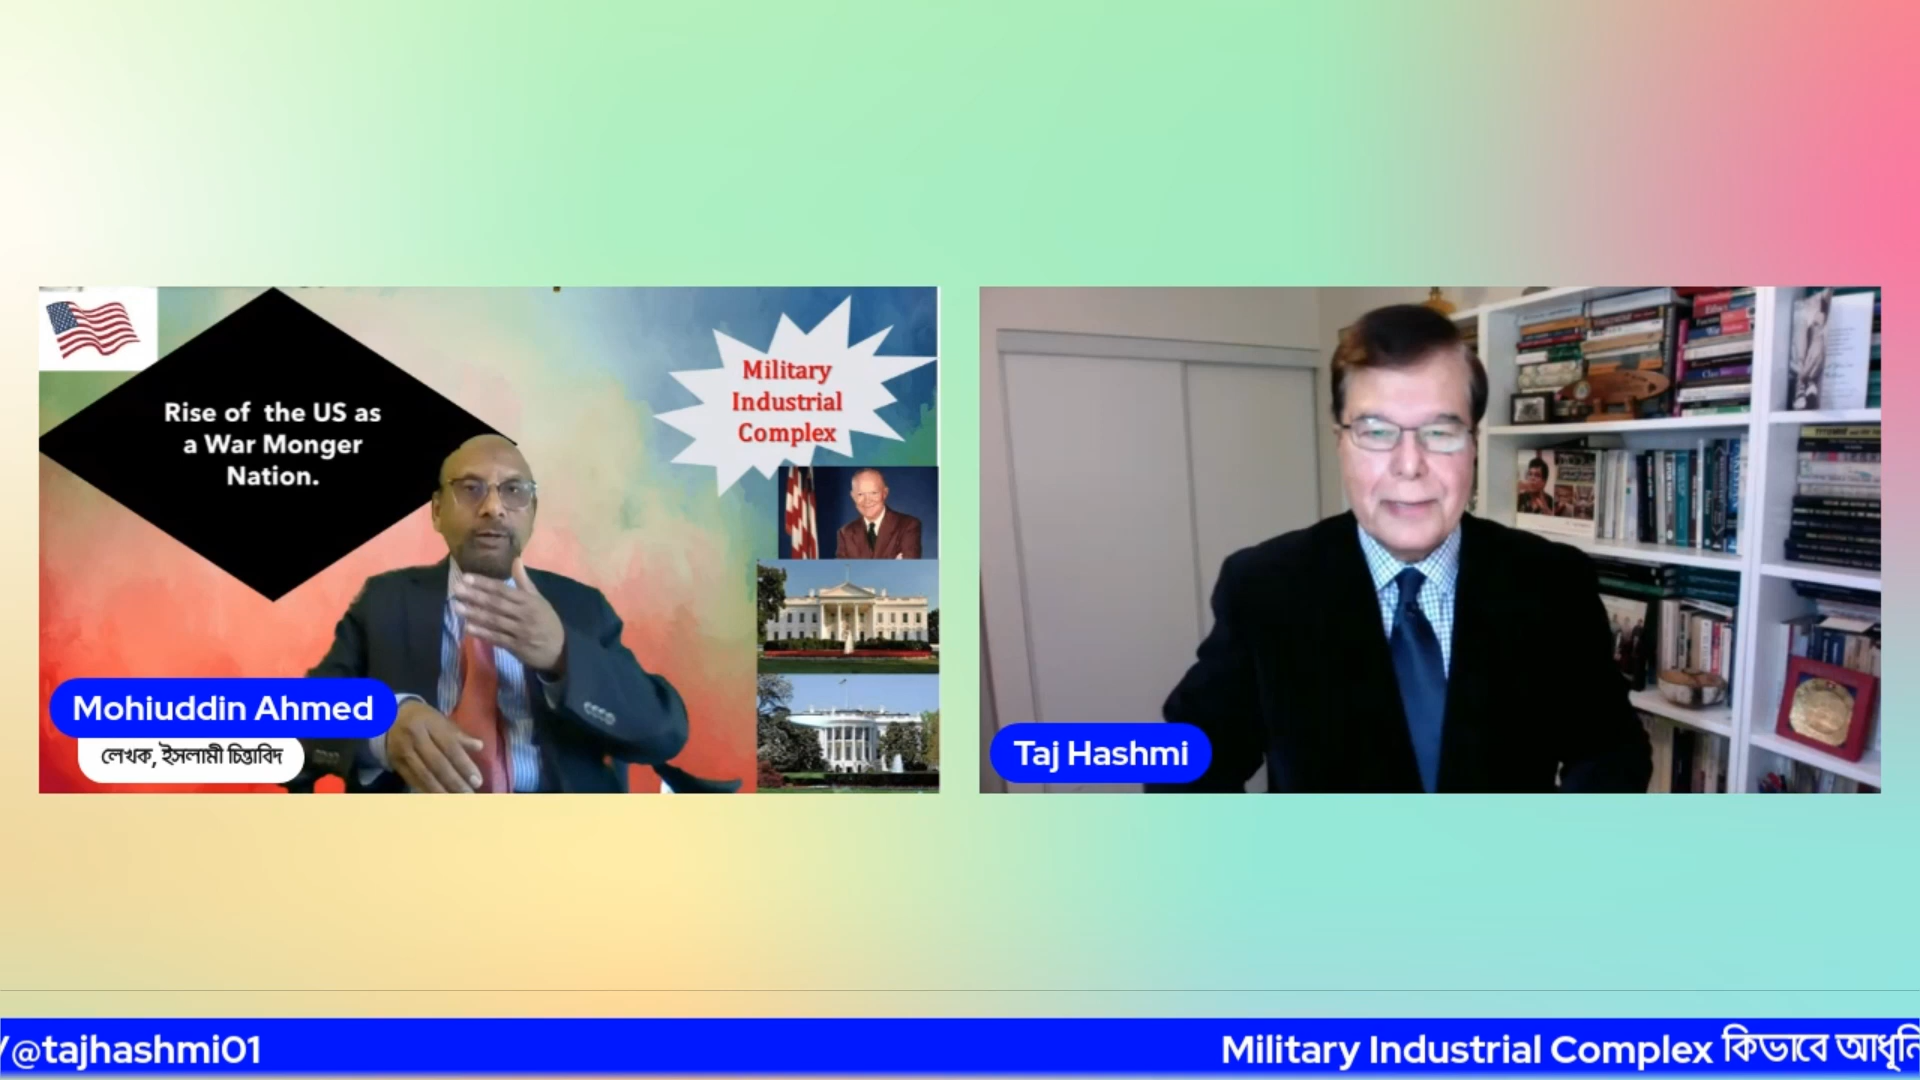 Rise of the US as
a War Monger
Nation.
Military
Industrial
Complex
Mohiuddin Ahmed
লেখক, ইসলামী চিন্তাবিদ
Taj Hashmi
/@tajhashmi01
Military Industrial Complex কিভাবে আধুনি